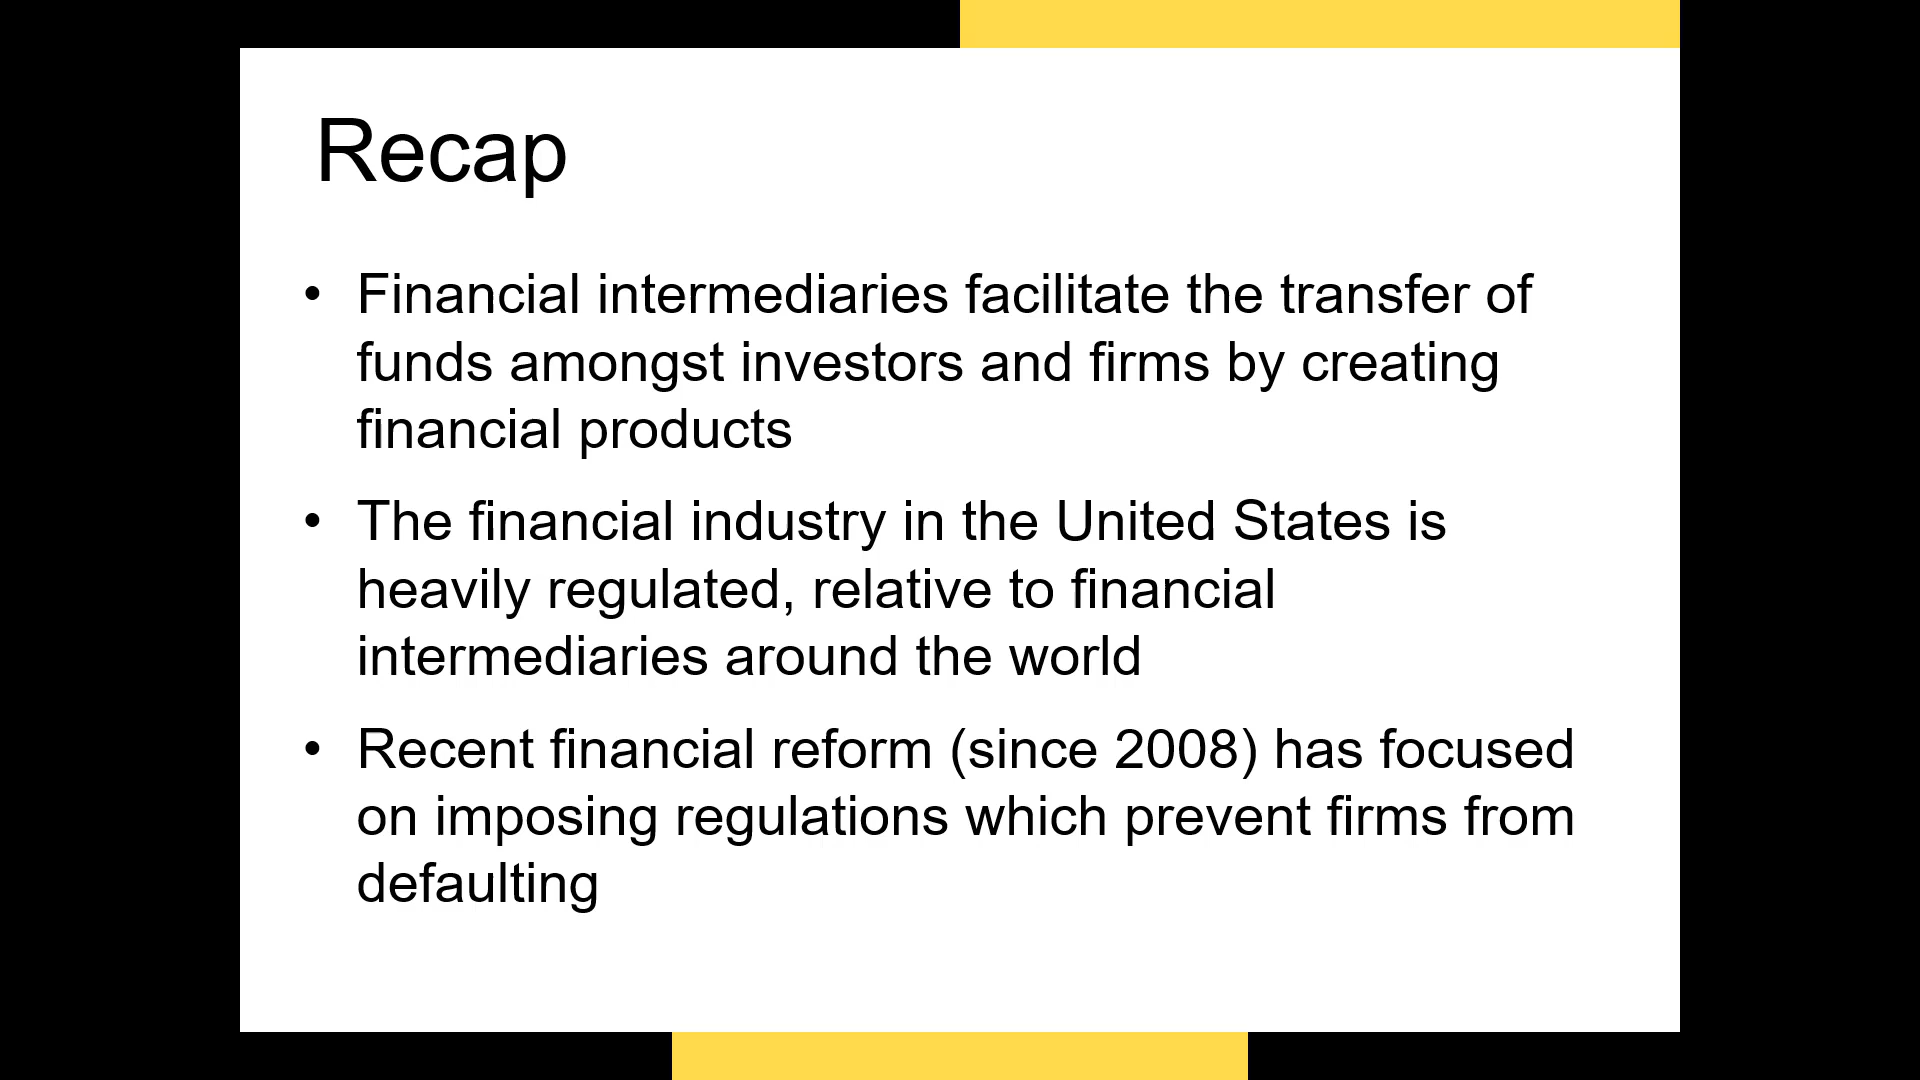 Recap
• Financial intermediaries facilitate the transfer of
funds amongst investors and firms by creating
financial products
• The financial industry in the United States is
heavily regulated, relative to financial
intermediaries around the world
• Recent financial reform (since 2008) has focused
on imposing regulations which prevent firms from
defaulting